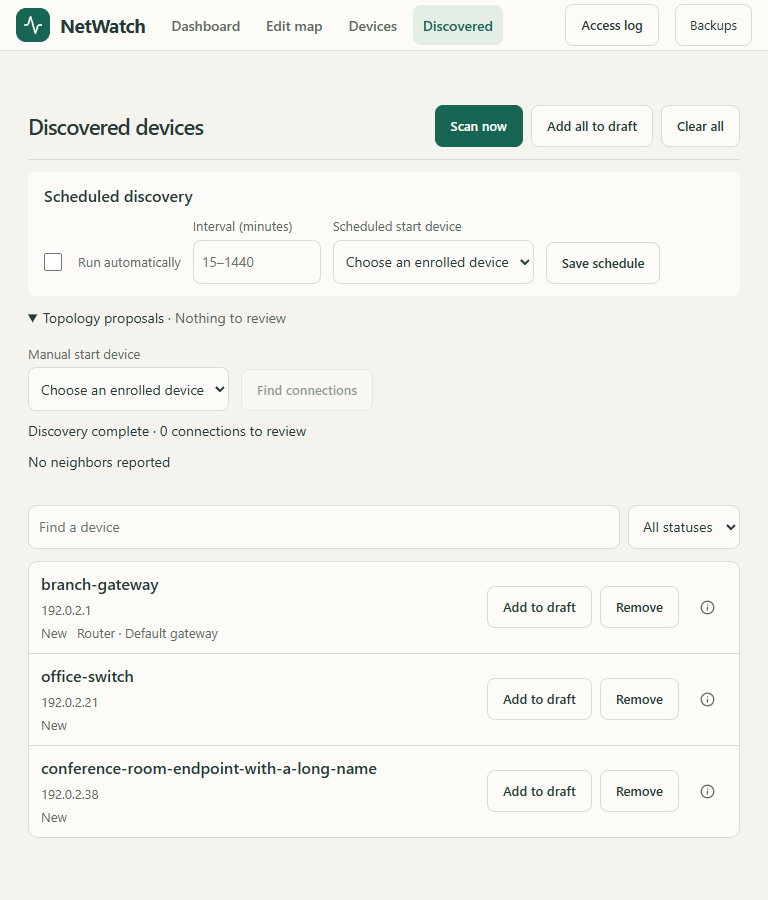 NetWatch Dashboard Edit map Devices Discovered Access log Backups
Discovered devices Scan now Add all to draft Clear all
Scheduled discovery
Interval (minutes) Scheduled start device
Run automatically 15–1440 Choose an enrolled device Save schedule
Topology proposals · Nothing to review
Manual start device
Choose an enrolled device Find connections
Discovery complete · 0 connections to review
No neighbors reported
Find a device All statuses
branch-gateway
192.0.2.1
New Router · Default gateway
Add to draft Remove
office-switch
192.0.2.21
New
Add to draft Remove
conference-room-endpoint-with-a-long-name
192.0.2.38
New
Add to draft Remove